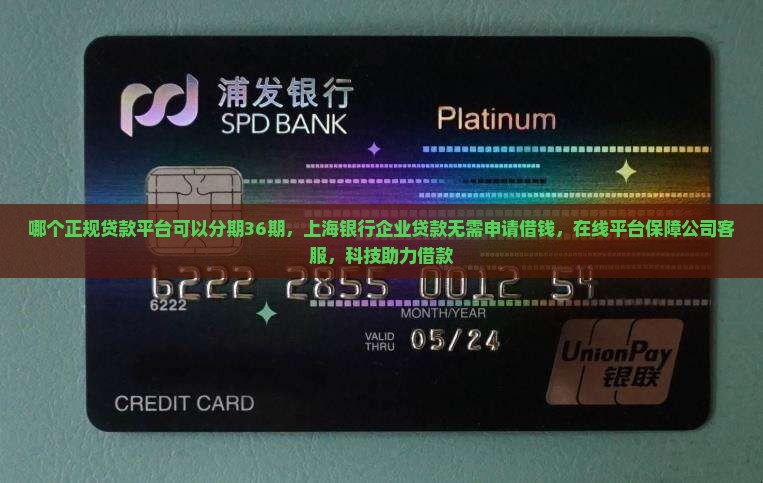 浦发银行
SPD BANK
Platinum
哪个正规贷款平台可以分期36期，上海银行企业贷款无需申请借钱，在线平台保障公司客
服，科技助力借款
6222 2855 0012 54
6222
MONTH/YEAR
VALID
THRU
05/24
UnionPay
银联
CREDIT CARD